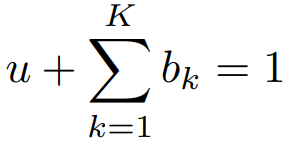 u + \sum_{k=1}^{K} b_k = 1